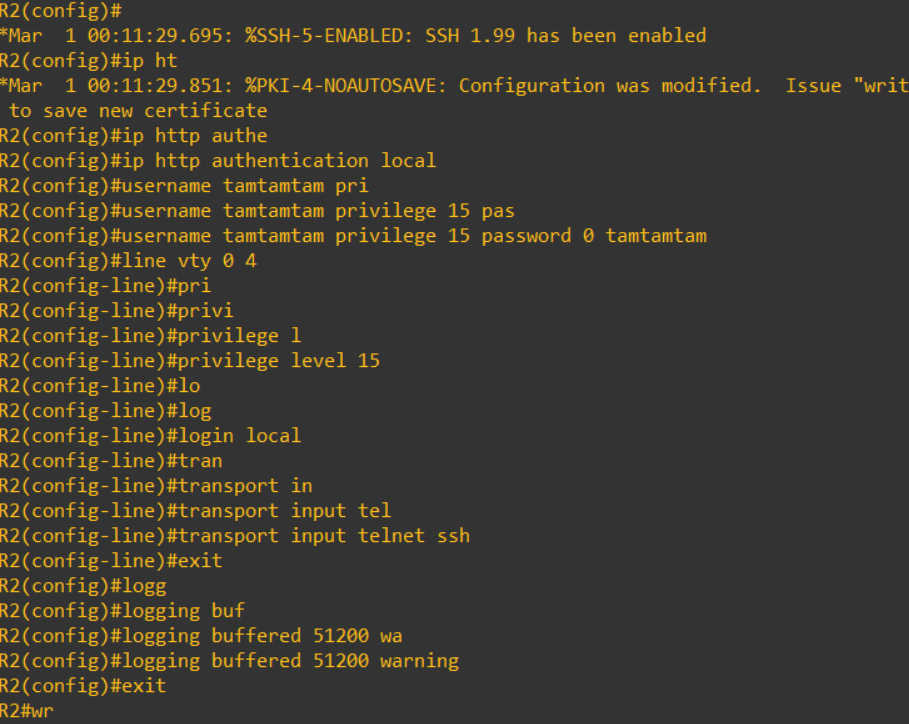 R2(config)#
*Mar  1 00:11:29.695: %SSH-5-ENABLED: SSH 1.99 has been enabled
R2(config)#ip ht
*Mar  1 00:11:29.851: %PKI-4-NOAUTOSAVE: Configuration was modified.  Issue "writ
 to save new certificate
R2(config)#ip http authe
R2(config)#ip http authentication local
R2(config)#username tamtamtam pri
R2(config)#username tamtamtam privilege 15 pas
R2(config)#username tamtamtam privilege 15 password 0 tamtamtam
R2(config)#line vty 0 4
R2(config-line)#pri
R2(config-line)#privi
R2(config-line)#privilege l
R2(config-line)#privilege level 15
R2(config-line)#lo
R2(config-line)#log
R2(config-line)#login local
R2(config-line)#tran
R2(config-line)#transport in
R2(config-line)#transport input tel
R2(config-line)#transport input telnet ssh
R2(config-line)#exit
R2(config)#logg
R2(config)#logging buf
R2(config)#logging buffered 51200 wa
R2(config)#logging buffered 51200 warning
R2(config)#exit
R2#wr